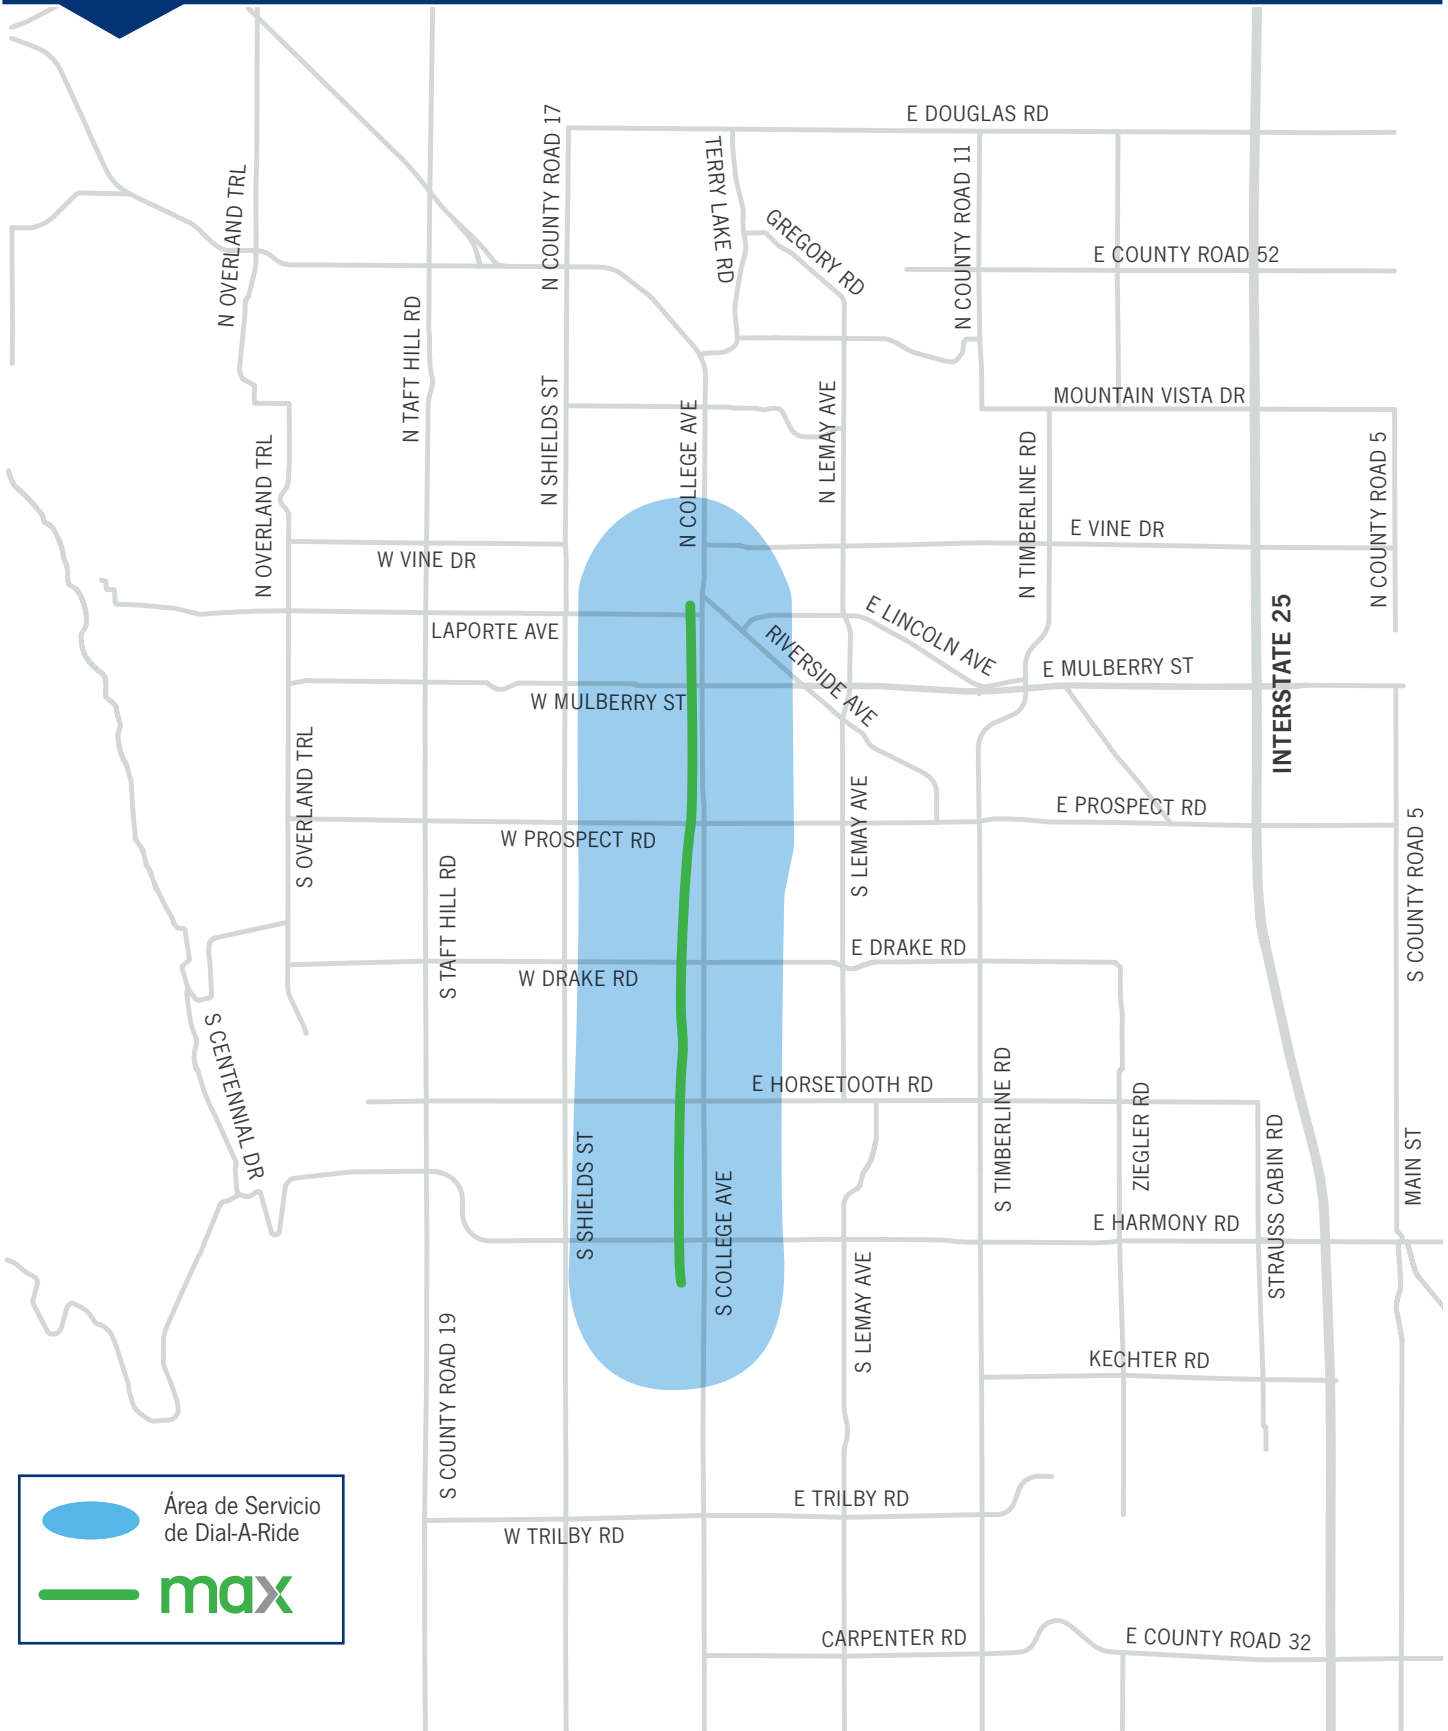 E DOUGLAS RD
N COUNTY ROAD 17
TERRY LAKE RD
N COUNTY ROAD 11
N OVERLAND TRL
GREGORY RD
E COUNTY ROAD 52
N TAFT HILL RD
N SHIELDS ST
N COLLEGE AVE
N LEMAY AVE
MOUNTAIN VISTA DR
N OVERLAND TRL
N TIMBERLINE RD
N COUNTY ROAD 5
W VINE DR
E VINE DR
LAPORTE AVE
E LINCOLN AVE
RIVERSIDE AVE
INTERSTATE 25
E MULBERRY ST
W MULBERRY ST
S OVERLAND TRL
S LEMAY AVE
E PROSPECT RD
W PROSPECT RD
S COUNTY ROAD 5
S TAFT HILL RD
E DRAKE RD
W DRAKE RD
S CENTENNIAL DR
E HORSETOOTH RD
S TIMBERLINE RD
ZIEGLER RD
STRAUSS CABIN RD
MAIN ST
S SHIELDS ST
S COLLEGE AVE
E HARMONY RD
S LEMAY AVE
S COUNTY ROAD 19
KECHTER RD
E TRILBY RD
W TRILBY RD
CARPENTER RD
E COUNTY ROAD 32
Área de Servicio
de Dial-A-Ride
max